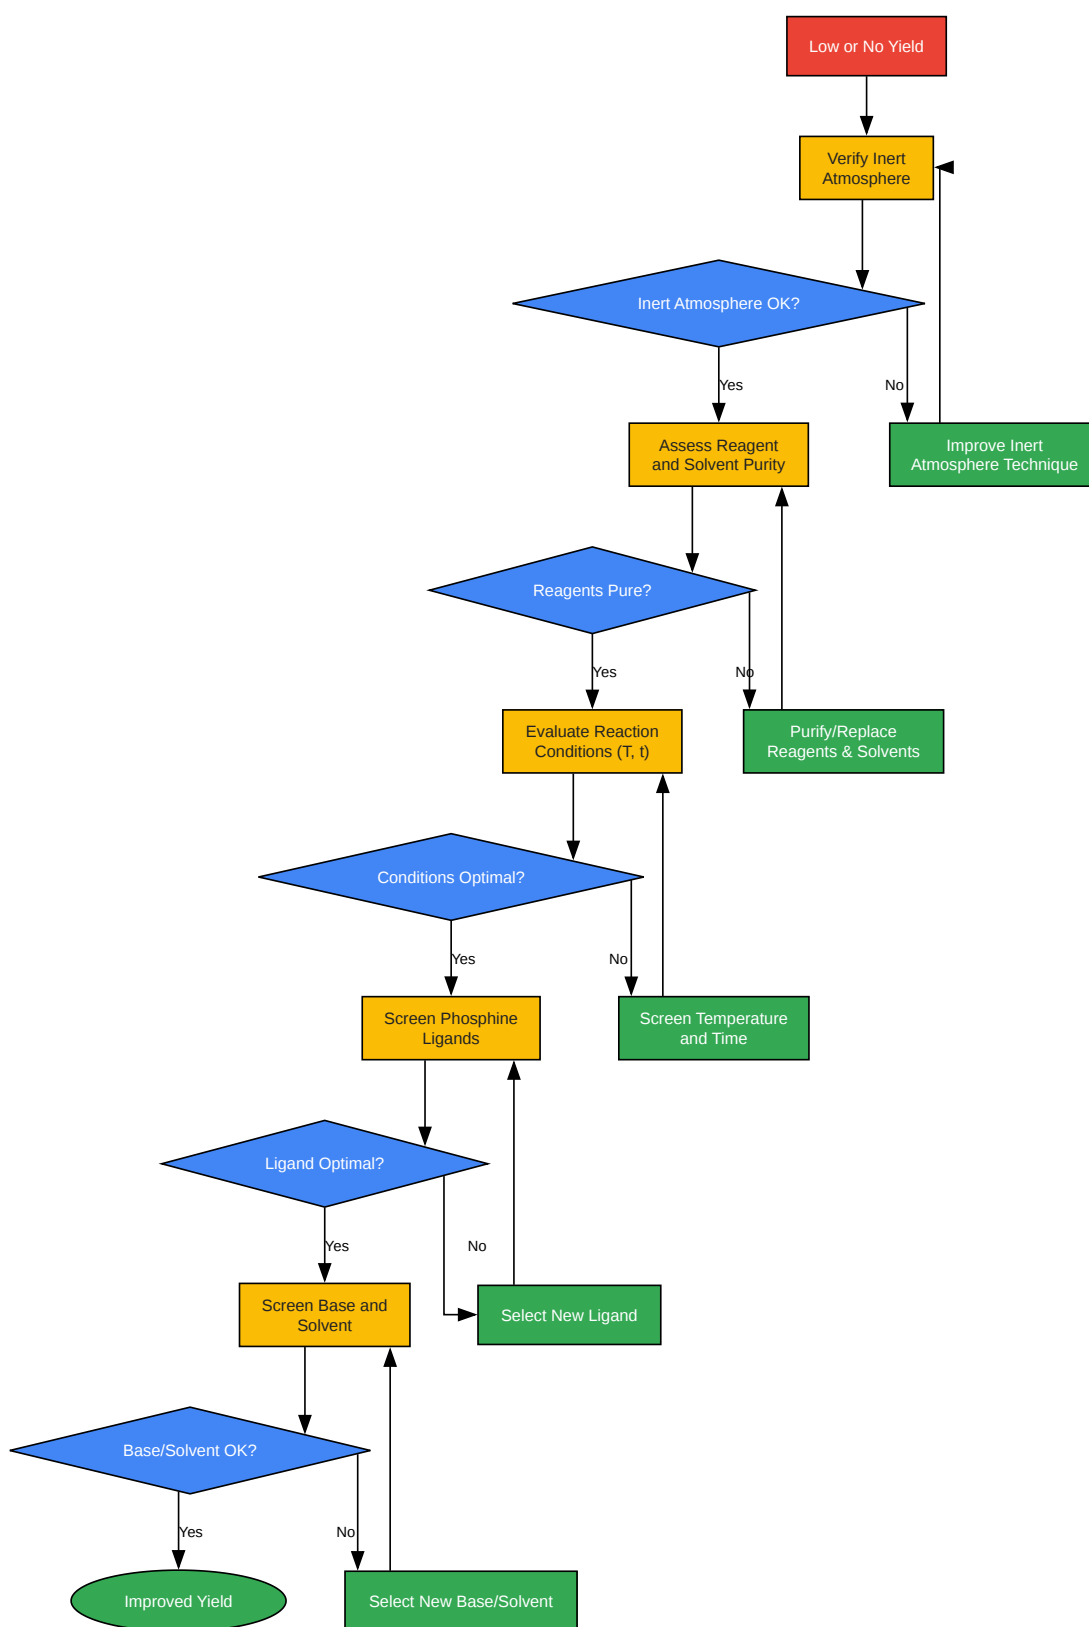 Low or No Yield
Verify Inert
Atmosphere
Inert Atmosphere OK?
Yes
No
Assess Reagent
and Solvent Purity
Improve Inert
Atmosphere Technique
Reagents Pure?
Yes
No
Evaluate Reaction
Conditions (T, t)
Purify/Replace
Reagents & Solvents
Conditions Optimal?
Yes
No
Screen Phosphine
Ligands
Screen Temperature
and Time
Ligand Optimal?
Yes
No
Screen Base and
Solvent
Select New Ligand
Base/Solvent OK?
Yes
No
Improved Yield
Select New Base/Solvent